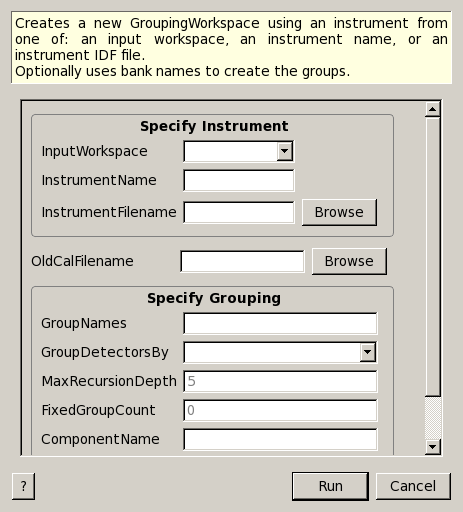 Creates a new GroupingWorkspace using an instrument from
one of: an input workspace, an instrument name, or an
instrument IDF file.
Optionally uses bank names to create the groups.
Specify Instrument
InputWorkspace
InstrumentName
InstrumentFilename Browse
OldCalFilename Browse
Specify Grouping
GroupNames
GroupDetectorsBy
MaxRecursionDepth 5
FixedGroupCount 0
ComponentName
? Run Cancel